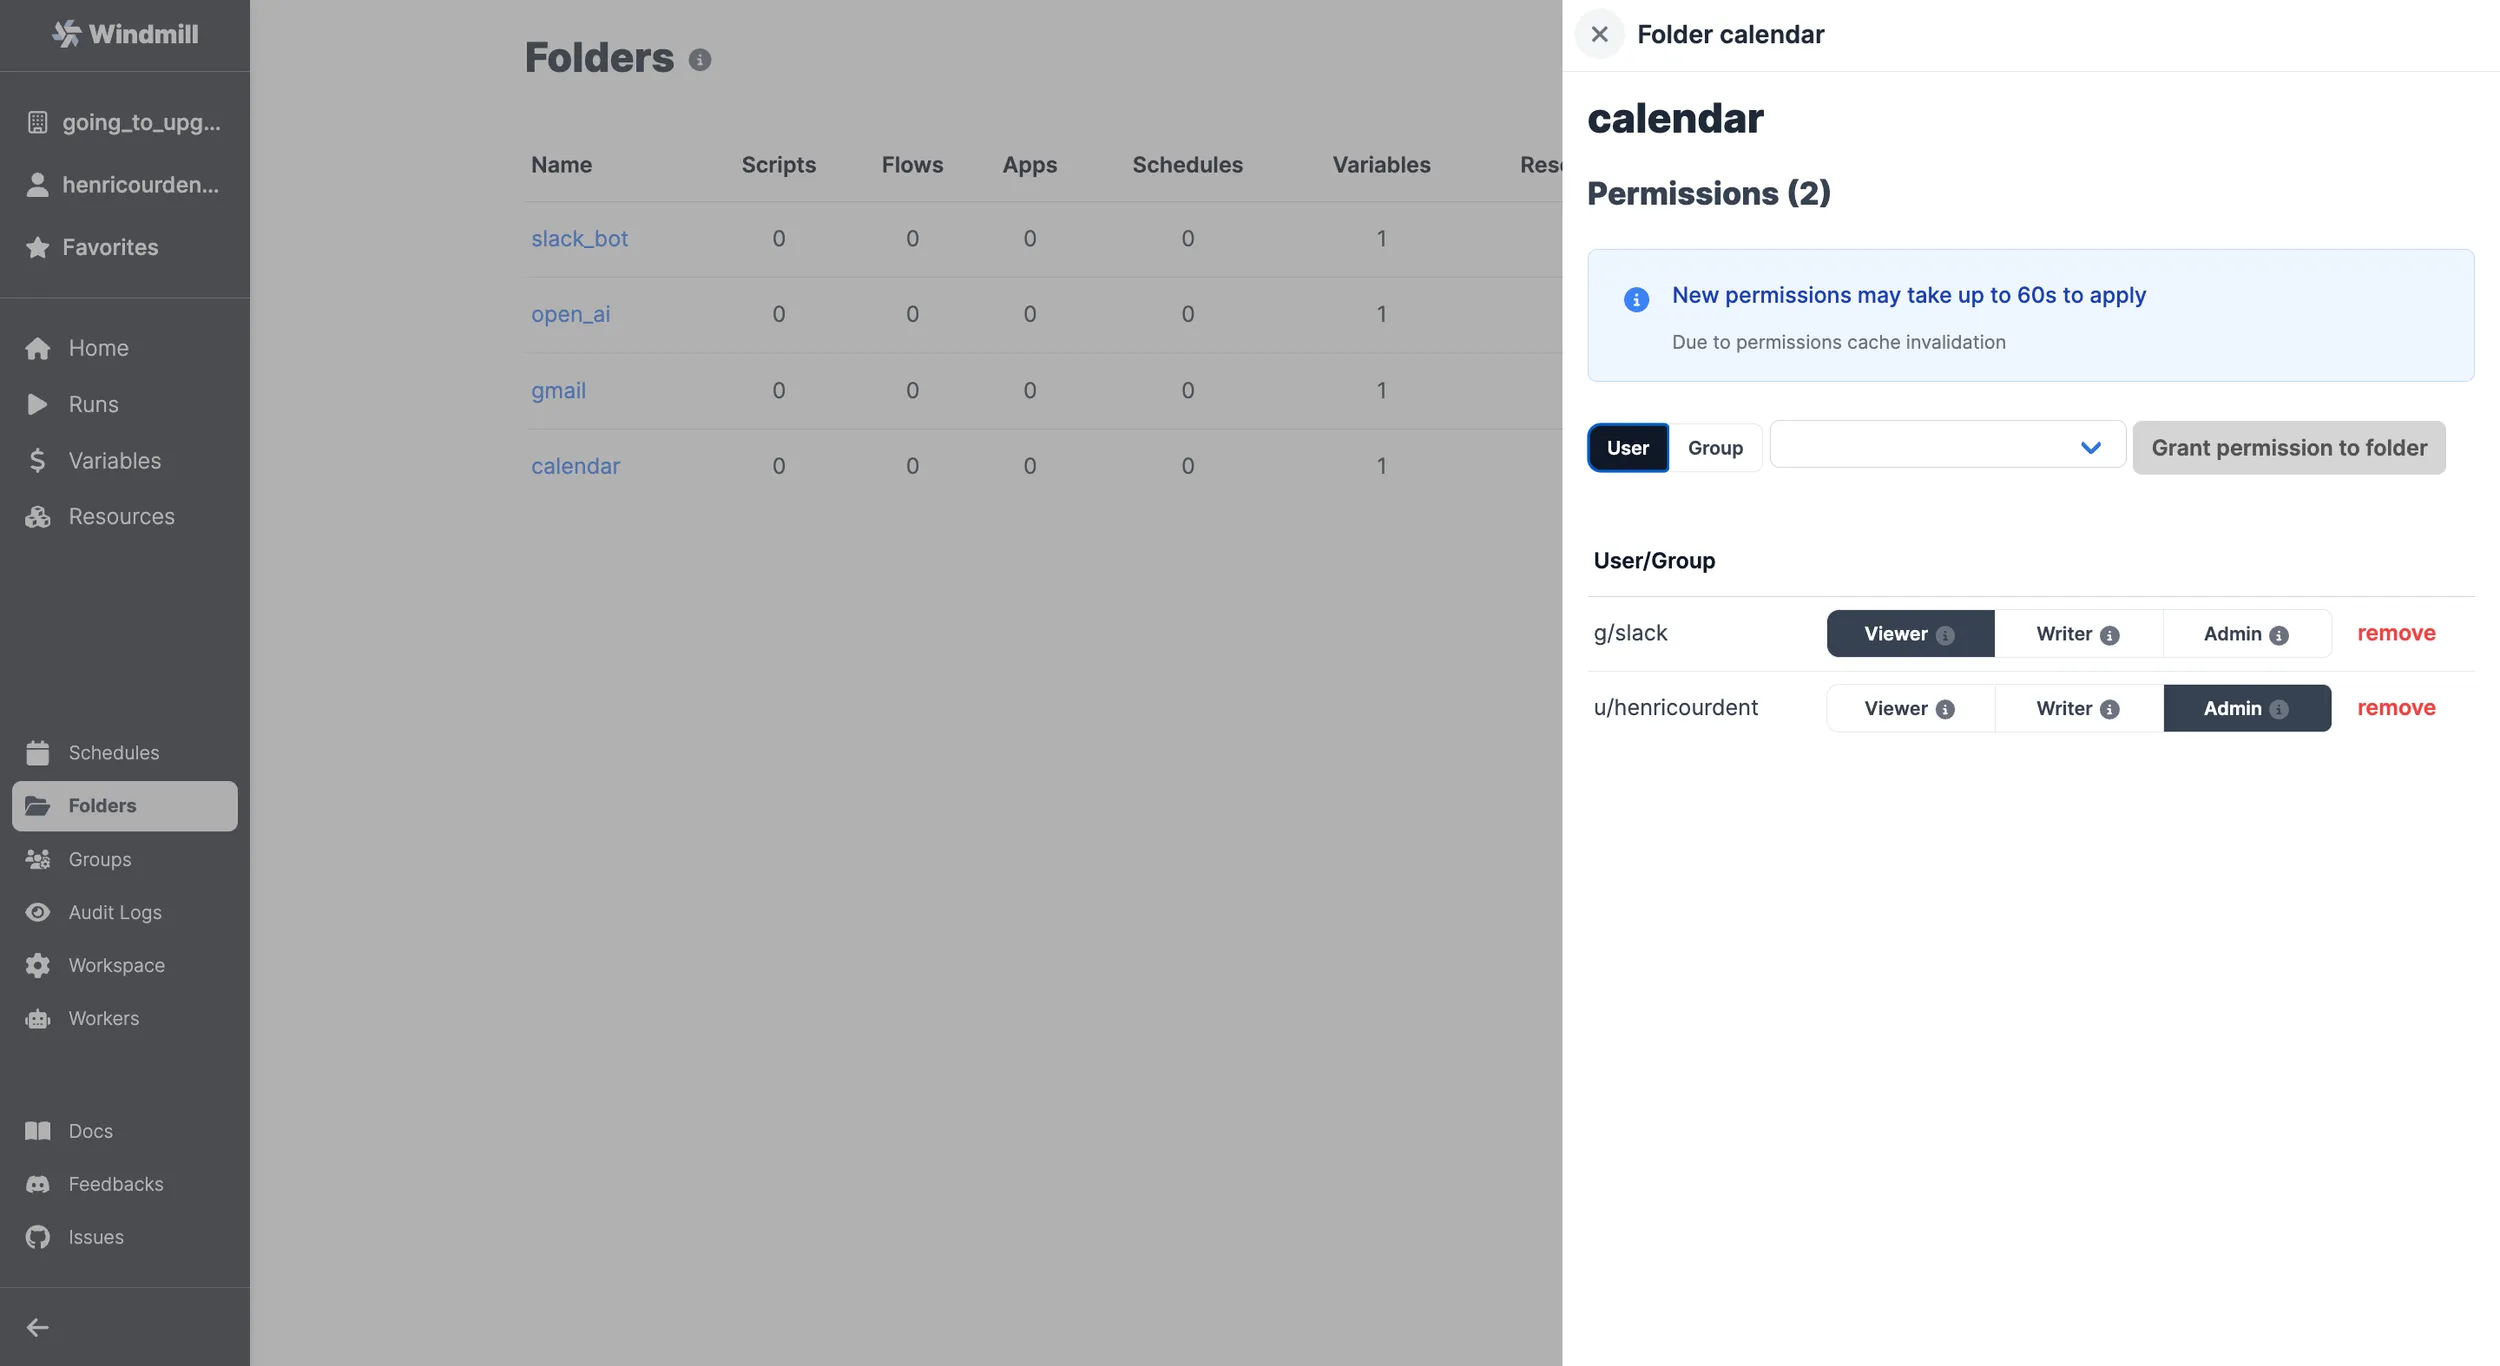 Windmill
going_to_upg...
henricourden...
Favorites
Home
Runs
Variables
Resources
Schedules
Folders
Groups
Audit Logs
Workspace
Workers
Docs
Feedbacks
Issues
Folders
Name Scripts Flows Apps Schedules Variables
slack_bot 0 0 0 0 1
open_ai 0 0 0 0 1
gmail 0 0 0 0 1
calendar 0 0 0 0 1
Folder calendar
calendar
Permissions (2)
New permissions may take up to 60s to apply
Due to permissions cache invalidation
User Group Grant permission to folder
User/Group
g/slack Viewer Writer Admin remove
u/henricourdent Viewer Writer Admin remove